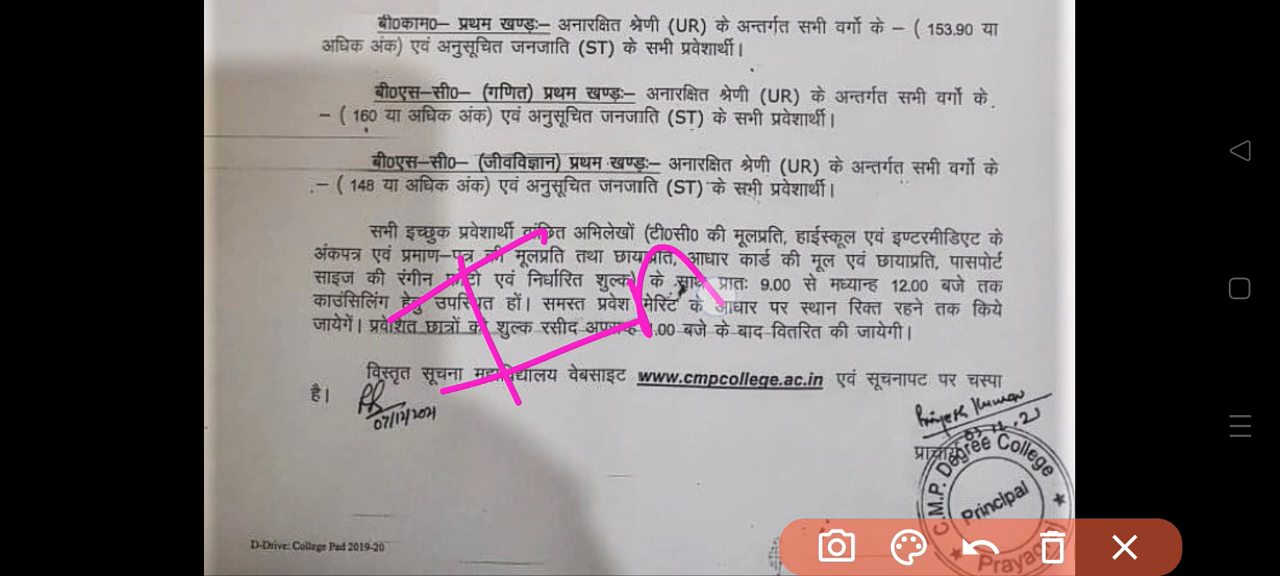 बी0काम0– प्रथम खण्डः– अनारक्षित श्रेणी (UR) के अन्तर्गत सभी वर्गो के – ( 153.90 या
अधिक अंक) एवं अनुसूचित जनजाति (ST) के सभी प्रवेशार्थी।
बी0एस–सी0– (गणित) प्रथम खण्डः– अनारक्षित श्रेणी (UR) के अन्तर्गत सभी वर्गो के
– ( 160 या अधिक अंक) एवं अनुसूचित जनजाति (ST) के सभी प्रवेशार्थी।
बी0एस–सी0– (जीवविज्ञान) प्रथम खण्डः– अनारक्षित श्रेणी (UR) के अन्तर्गत सभी वर्गो के
– ( 148 या अधिक अंक) एवं अनुसूचित जनजाति (ST) के सभी प्रवेशार्थी।
सभी इच्छुक प्रवेशार्थी वांछित अभिलेखों (टी0सी0 की मूलप्रति, हाईस्कूल एवं इण्टरमीडिएट के
अंकपत्र एवं प्रमाण–पत्र की मूलप्रति तथा छायाप्रति, आधार कार्ड की मूल एवं छायाप्रति, पासपोर्ट
साइज की रंगीन फोटो एवं निर्धारित शुल्क) के साथ प्रातः 9.00 से मध्यान्ह 12.00 बजे तक
काउंसिलिंग हेतु उपस्थित हों। समस्त प्रवेश मेरिट के आधार पर स्थान रिक्त रहने तक किये
जायेगें। प्रवेशित छात्रों की शुल्क रसीद अपरान्ह .00 बजे के बाद वितरित की जायेगी।
विस्तृत सूचना महाविद्यालय वेबसाइट www.cmpcollege.ac.in एवं सूचनापट पर चस्पा
है।
07/12/2021
प्राचार्य
C.M.P. Degree College
Principal
Prayagraj
D-Drive: College Pad 2019-20